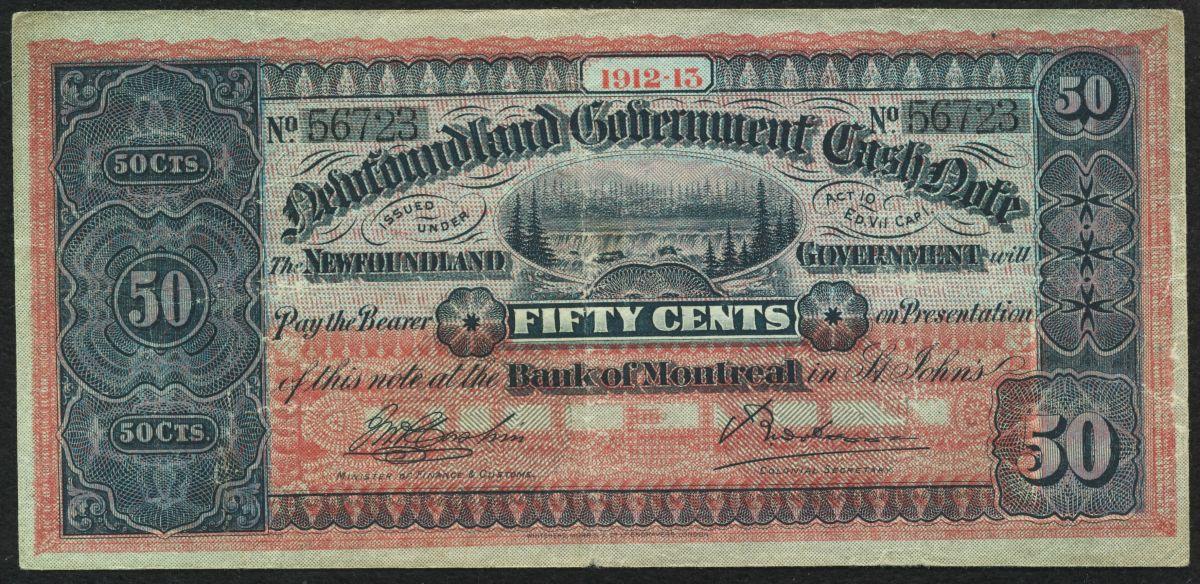 1912-13
Nº 56723
Nº 56723
50
50 CTS.
Newfoundland Government Cash Note
ISSUED UNDER
ACT 10 ED. VII CAP 1.
The NEWFOUNDLAND GOVERNMENT will
50
Pay the Bearer FIFTY CENTS on Presentation
of this note at the Bank of Montreal in St John's
50 CTS.
50
MINISTER OF FINANCE & CUSTOMS.
COLONIAL SECRETARY.